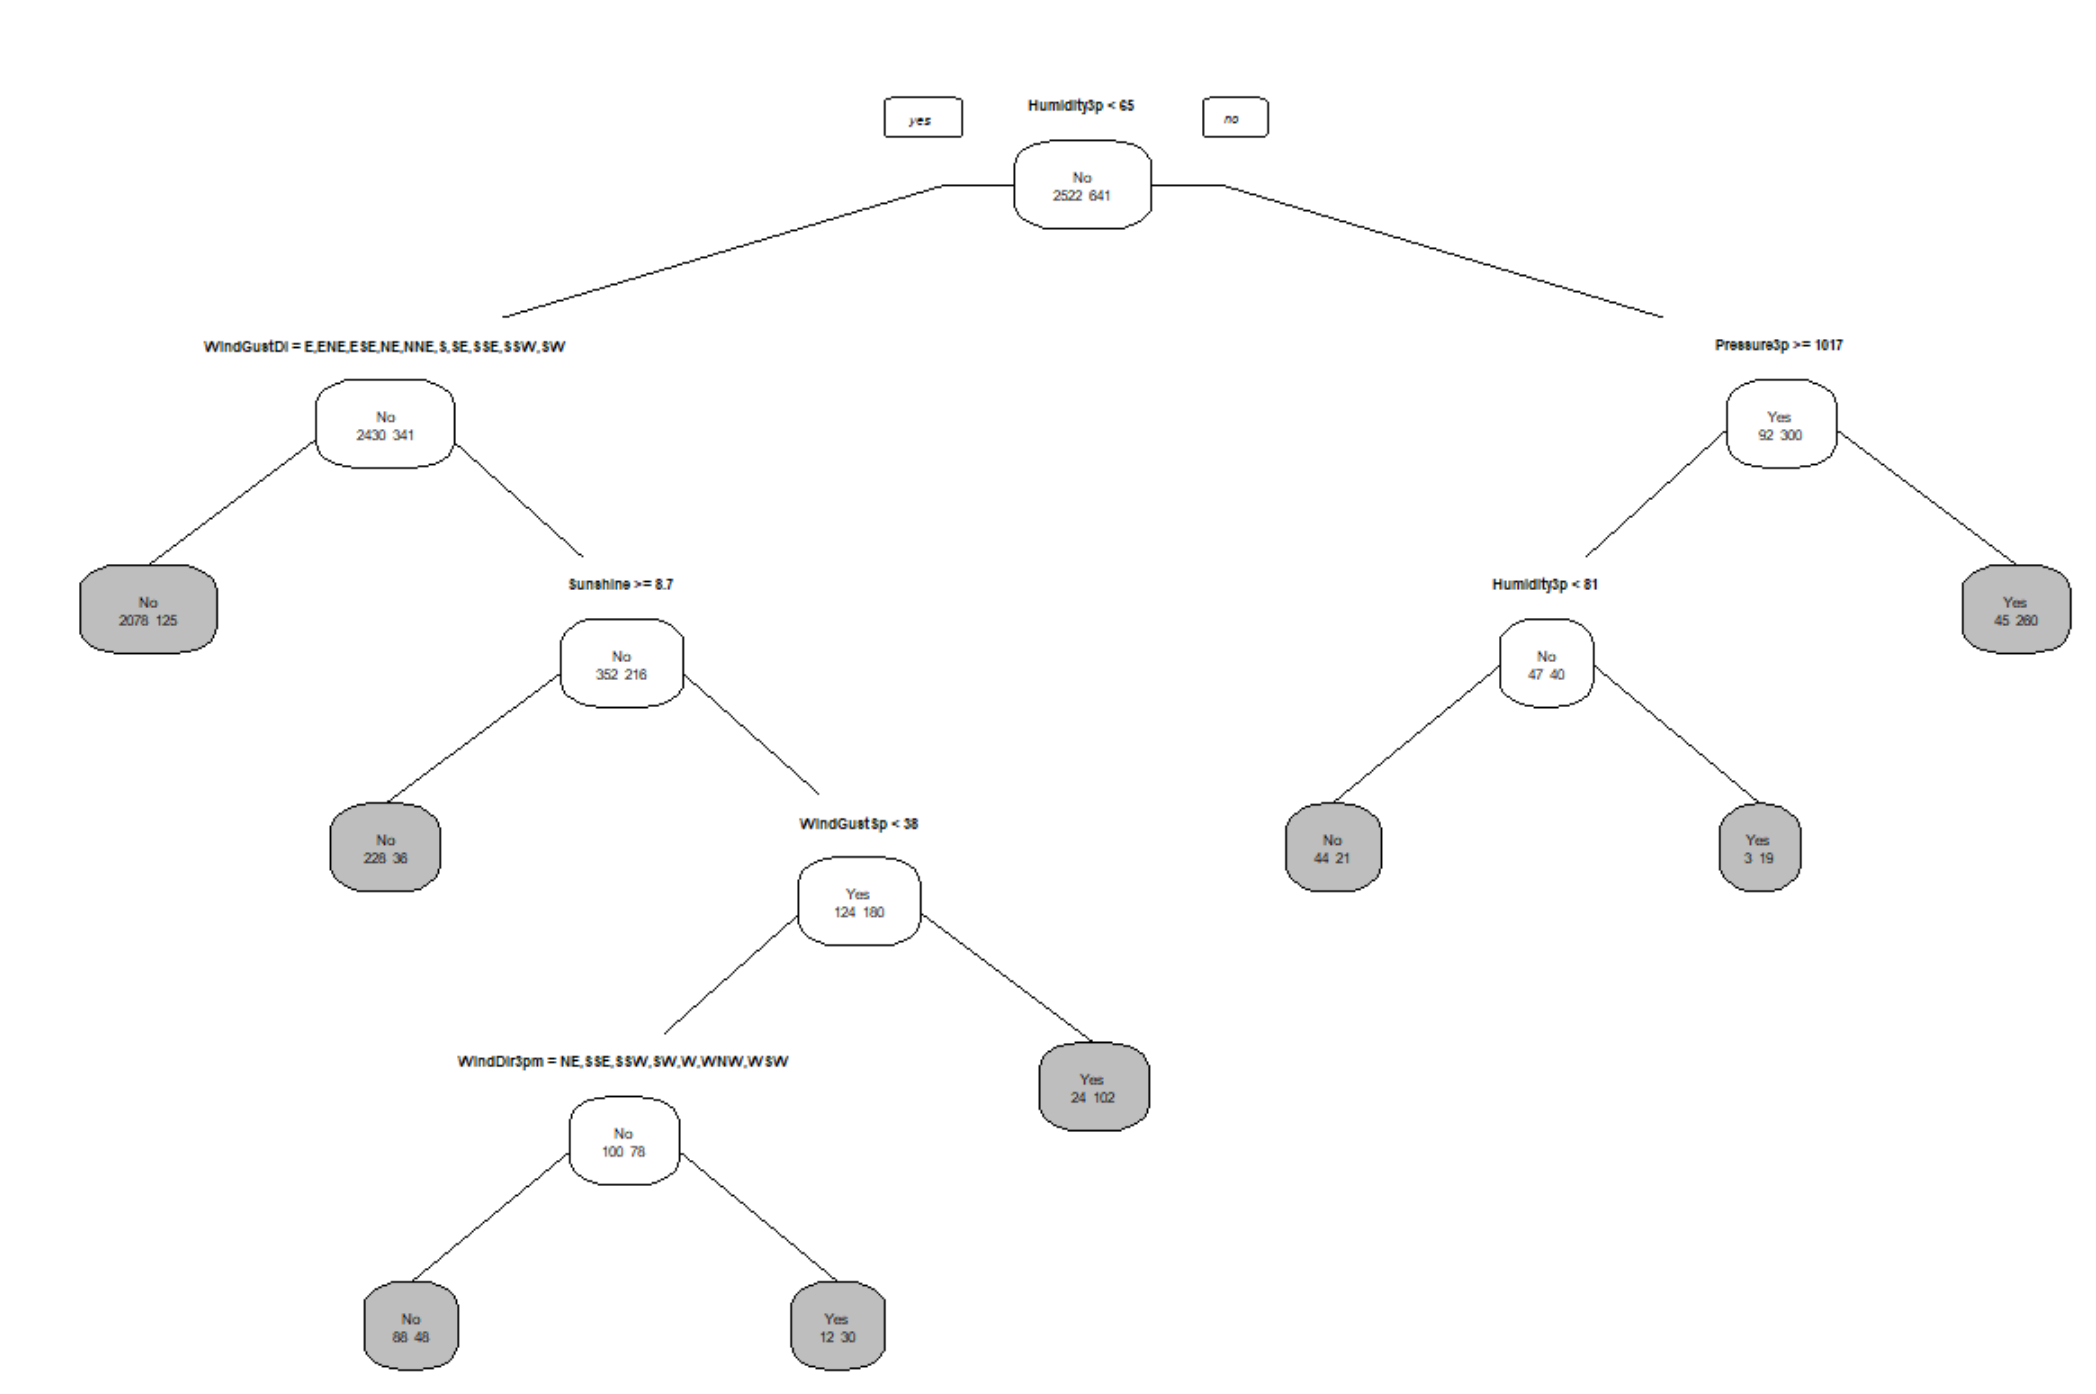 Humidity3p < 65
yes
no
No
2522 641
WindGustDi = E,ENE,ESE,NE,NNE,S,SE,SSE,SSW,SW
Pressure3p >= 1017
No
2430 341
Yes
92 300
Sunshine >= 8.7
Humidity3p < 81
No
2078 125
Yes
45 260
No
352 216
No
47 40
WindGustSp < 38
No
228 36
No
44 21
Yes
3 19
Yes
124 180
WindDir3pm = NE,SSE,SSW,SW,W,WNW,WSW
Yes
24 102
No
100 78
No
88 48
Yes
12 30